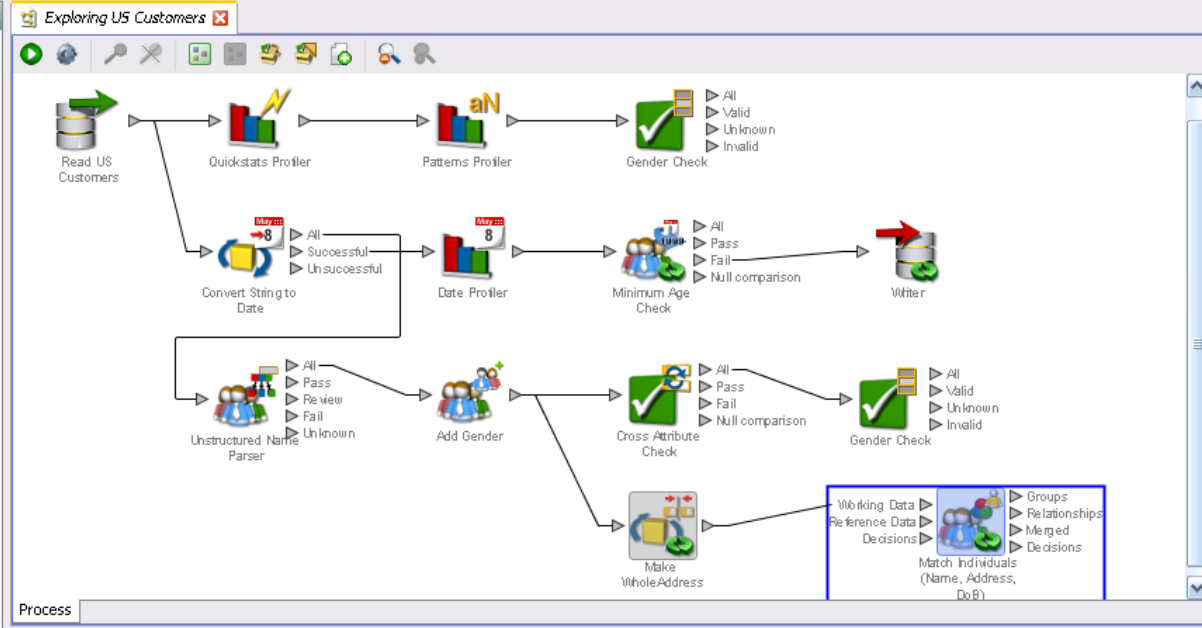 Exploring US Customers
All
Valid
Unknown
Invalid
Read US
Customers
Quickstats Profiler
aN
Patterns Profiler
Gender Check
May
8
All
Successful
Unsuccessful
Convert String to
Date
May
8
Date Profiler
All
Pass
Fail
Null comparison
Minimum Age
Check
Writer
All
Pass
Review
Fail
Unknown
Unstructured Name
Parser
Add Gender
All
Pass
Fail
Null comparison
Cross Attribute
Check
All
Valid
Unknown
Invalid
Gender Check
Make
WholeAddress
Working Data
Reference Data
Decisions
Groups
Relationships
Merged
Decisions
Match Individuals
(Name, Address,
DoB)
Process